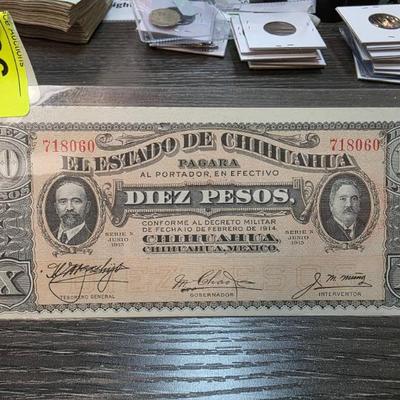 718060 718060
EL ESTADO DE CHIHUAHUA
PAGARA
AL PORTADOR, EN EFECTIVO
DIEZ PESOS.
CONFORME AL DECRETO MILITAR
DE FECHA 10 DE FEBRERO DE 1914.
SERIE N JUNIO 1915
SERIE N JUNIO 1915
CHIHUAHUA,
CHIHUAHUA, MEXICO.
TESORERO GENERAL GOBERNADOR INTERVENTOR
X X